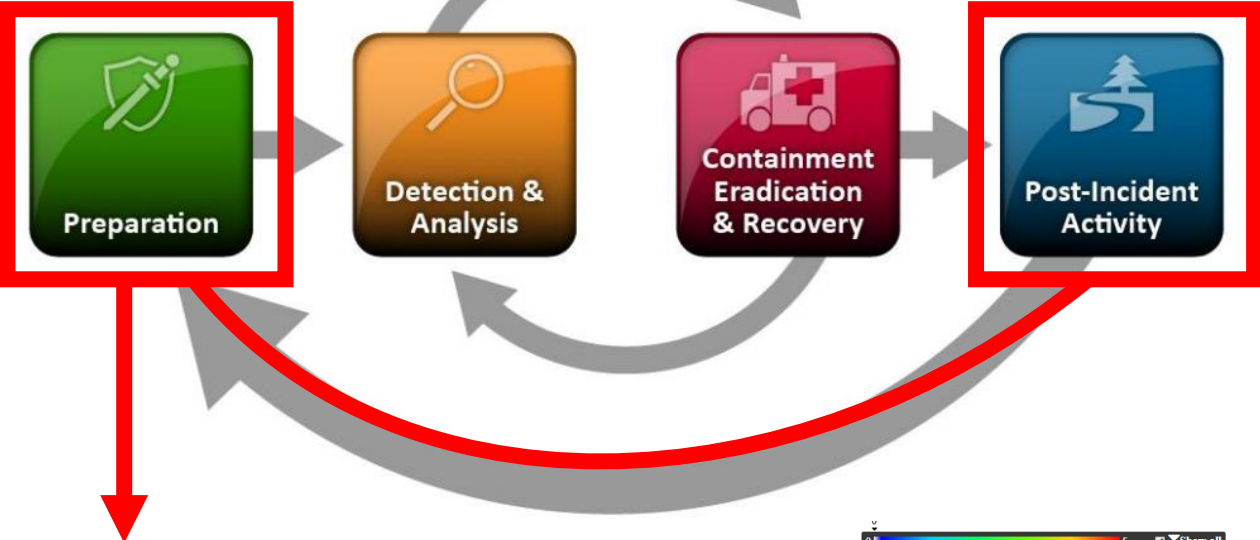 Preparation
Detection &
Analysis
Containment
Eradication
& Recovery
Post-Incident
Activity